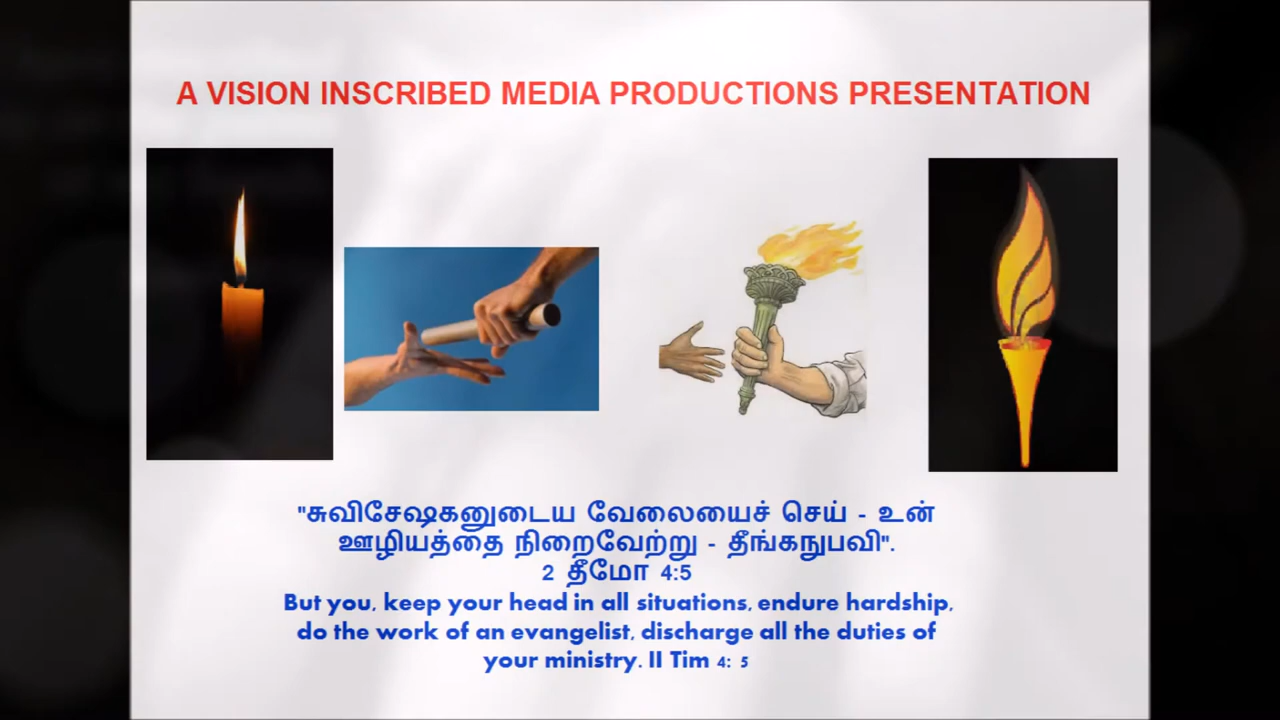 A VISION INSCRIBED MEDIA PRODUCTIONS PRESENTATION
"சுவிசேஷகனுடைய வேலையைச் செய் - உன்
ஊழியத்தை நிறைவேற்று - தீங்கநுபவி".
2 தீமோ 4:5
But you, keep your head in all situations, endure hardship,
do the work of an evangelist, discharge all the duties of
your ministry. II Tim 4: 5